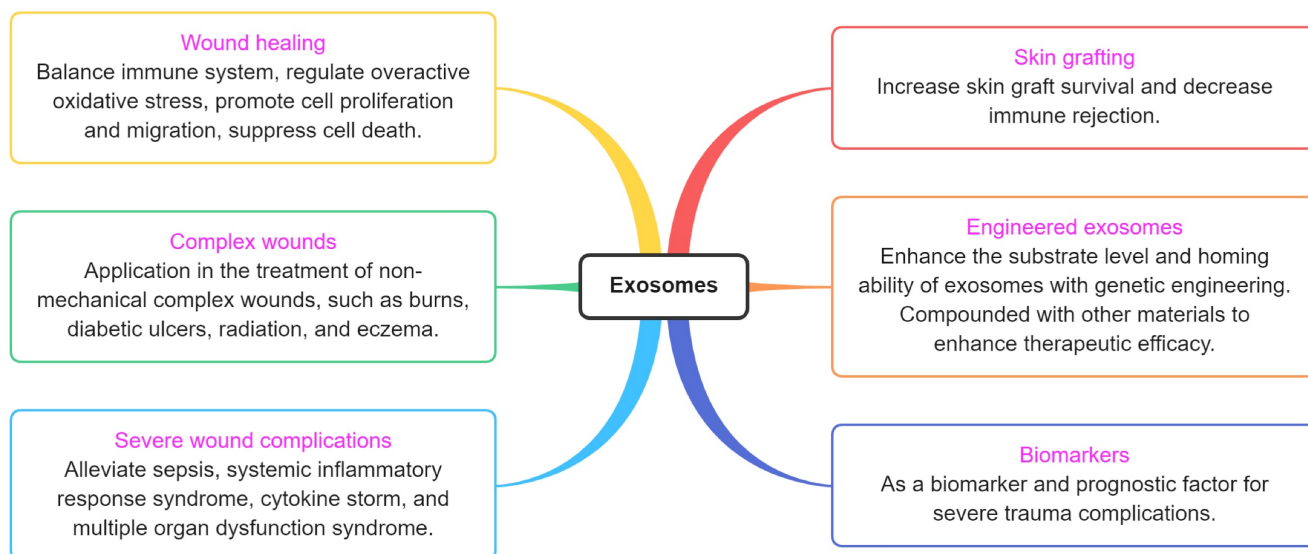 Wound healing
Balance immune system, regulate overactive
oxidative stress, promote cell proliferation
and migration, suppress cell death.
Complex wounds
Application in the treatment of non-
mechanical complex wounds, such as burns,
diabetic ulcers, radiation, and eczema.
Severe wound complications
Alleviate sepsis, systemic inflammatory
response syndrome, cytokine storm, and
multiple organ dysfunction syndrome.
Exosomes
Skin grafting
Increase skin graft survival and decrease
immune rejection.
Engineered exosomes
Enhance the substrate level and homing
ability of exosomes with genetic engineering.
Compounded with other materials to
enhance therapeutic efficacy.
Biomarkers
As a biomarker and prognostic factor for
severe trauma complications.